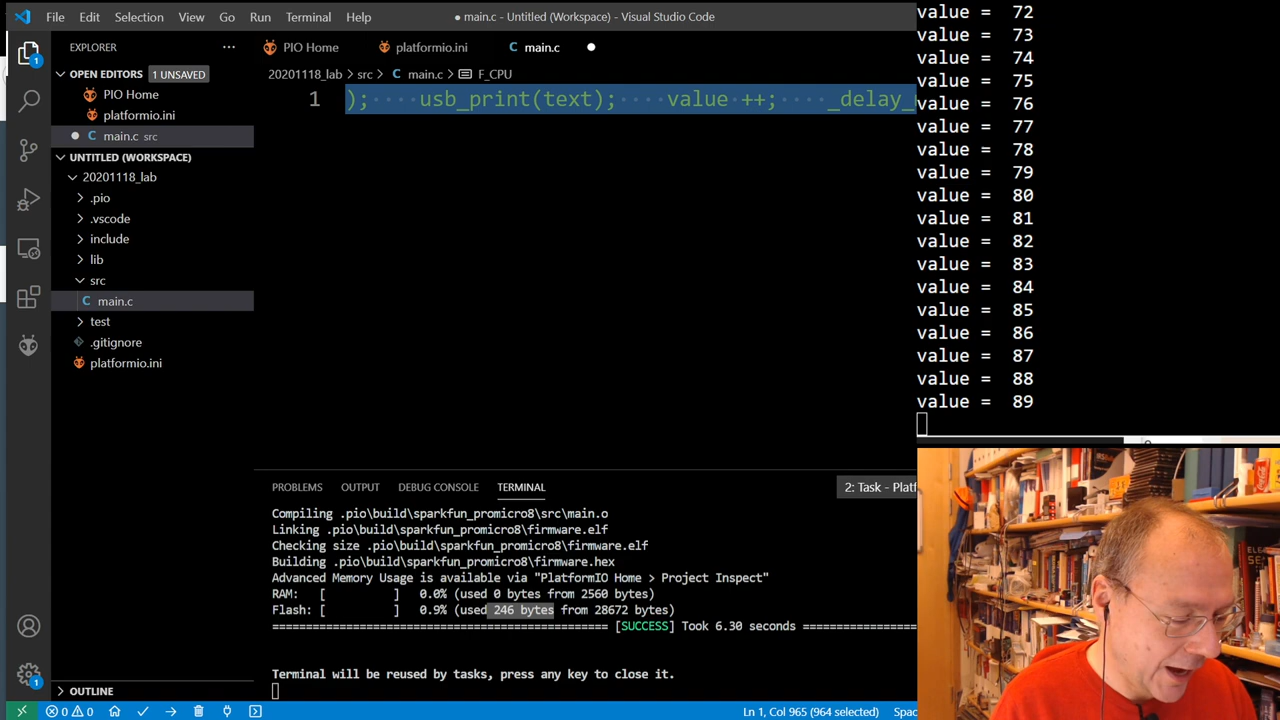 File Edit Selection View Go Run Terminal Help
● main.c - Untitled (Workspace) - Visual Studio Code
EXPLORER ···
OPEN EDITORS 1 UNSAVED
PIO Home
platformio.ini
main.c src
UNTITLED (WORKSPACE)
20201118_lab
.pio
.vscode
include
lib
src
main.c
test
.gitignore
platformio.ini
OUTLINE
1
1
PIO Home platformio.ini main.c
20201118_lab > src > main.c > F_CPU
1 ); usb_print(text); value ++; _delay_
PROBLEMS OUTPUT DEBUG CONSOLE TERMINAL 2: Task - Platf
Compiling .pio\build\sparkfun_promicro8\src\main.o
Linking .pio\build\sparkfun_promicro8\firmware.elf
Checking size .pio\build\sparkfun_promicro8\firmware.elf
Building .pio\build\sparkfun_promicro8\firmware.hex
Advanced Memory Usage is available via "PlatformIO Home > Project Inspect"
RAM: [ ] 0.0% (used 0 bytes from 2560 bytes)
Flash: [ ] 0.9% (used 246 bytes from 28672 bytes)
================================================ [SUCCESS] Took 6.30 seconds ==================
Terminal will be reused by tasks, press any key to close it.
0 0 Ln 1, Col 965 (964 selected) Spac
value = 72
value = 73
value = 74
value = 75
value = 76
value = 77
value = 78
value = 79
value = 80
value = 81
value = 82
value = 83
value = 84
value = 85
value = 86
value = 87
value = 88
value = 89